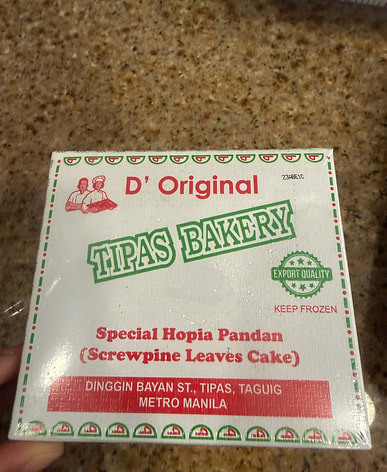 D' Original
TIPAS BAKERY
EXPORT QUALITY
KEEP FROZEN
Special Hopia Pandan
(Screwpine Leaves Cake)
DINGGIN BAYAN ST., TIPAS, TAGUIG
METRO MANILA